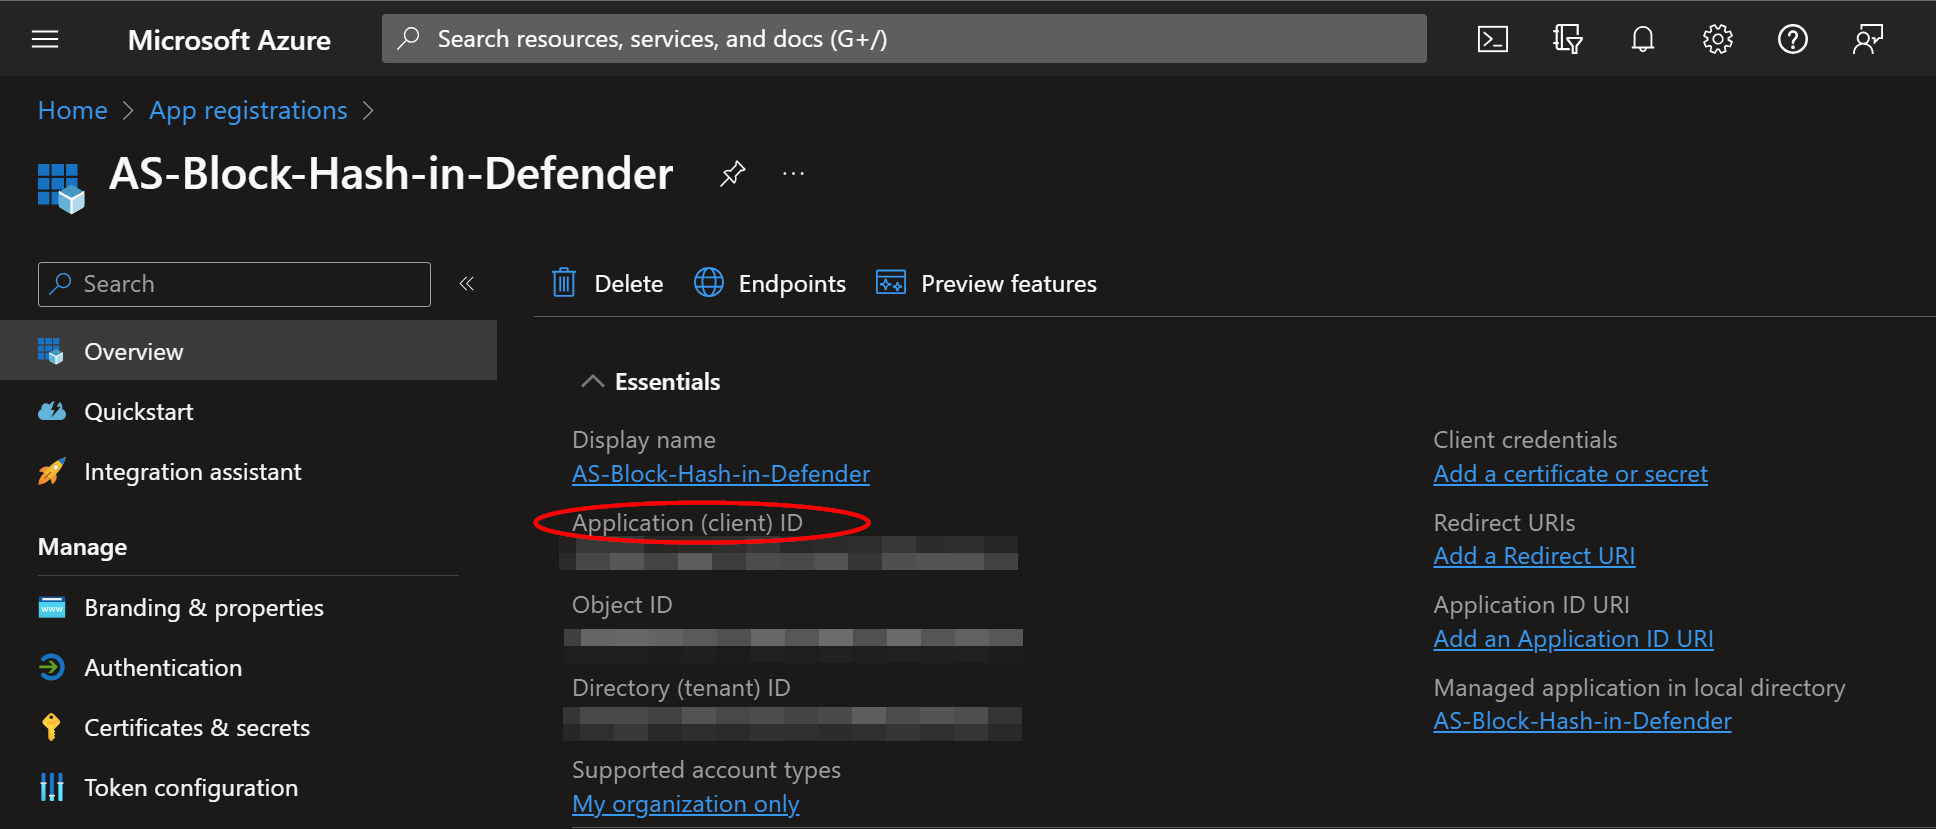 Microsoft Azure
Search resources, services, and docs (G+/)
Home > App registrations >
AS-Block-Hash-in-Defender
...
Search
«
Delete
Endpoints
Preview features
Overview
Quickstart
Integration assistant
Manage
Branding & properties
Authentication
Certificates & secrets
Token configuration
Essentials
Display name
AS-Block-Hash-in-Defender
Application (client) ID
Object ID
Directory (tenant) ID
Supported account types
My organization only
Client credentials
Add a certificate or secret
Redirect URIs
Add a Redirect URI
Application ID URI
Add an Application ID URI
Managed application in local directory
AS-Block-Hash-in-Defender